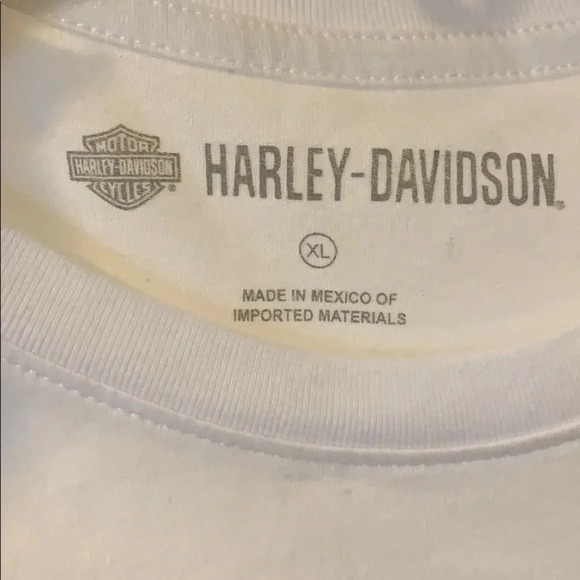 MOTOR
HARLEY-DAVIDSON
CYCLES®
HARLEY-DAVIDSON®
XL
MADE IN MEXICO OF
IMPORTED MATERIALS